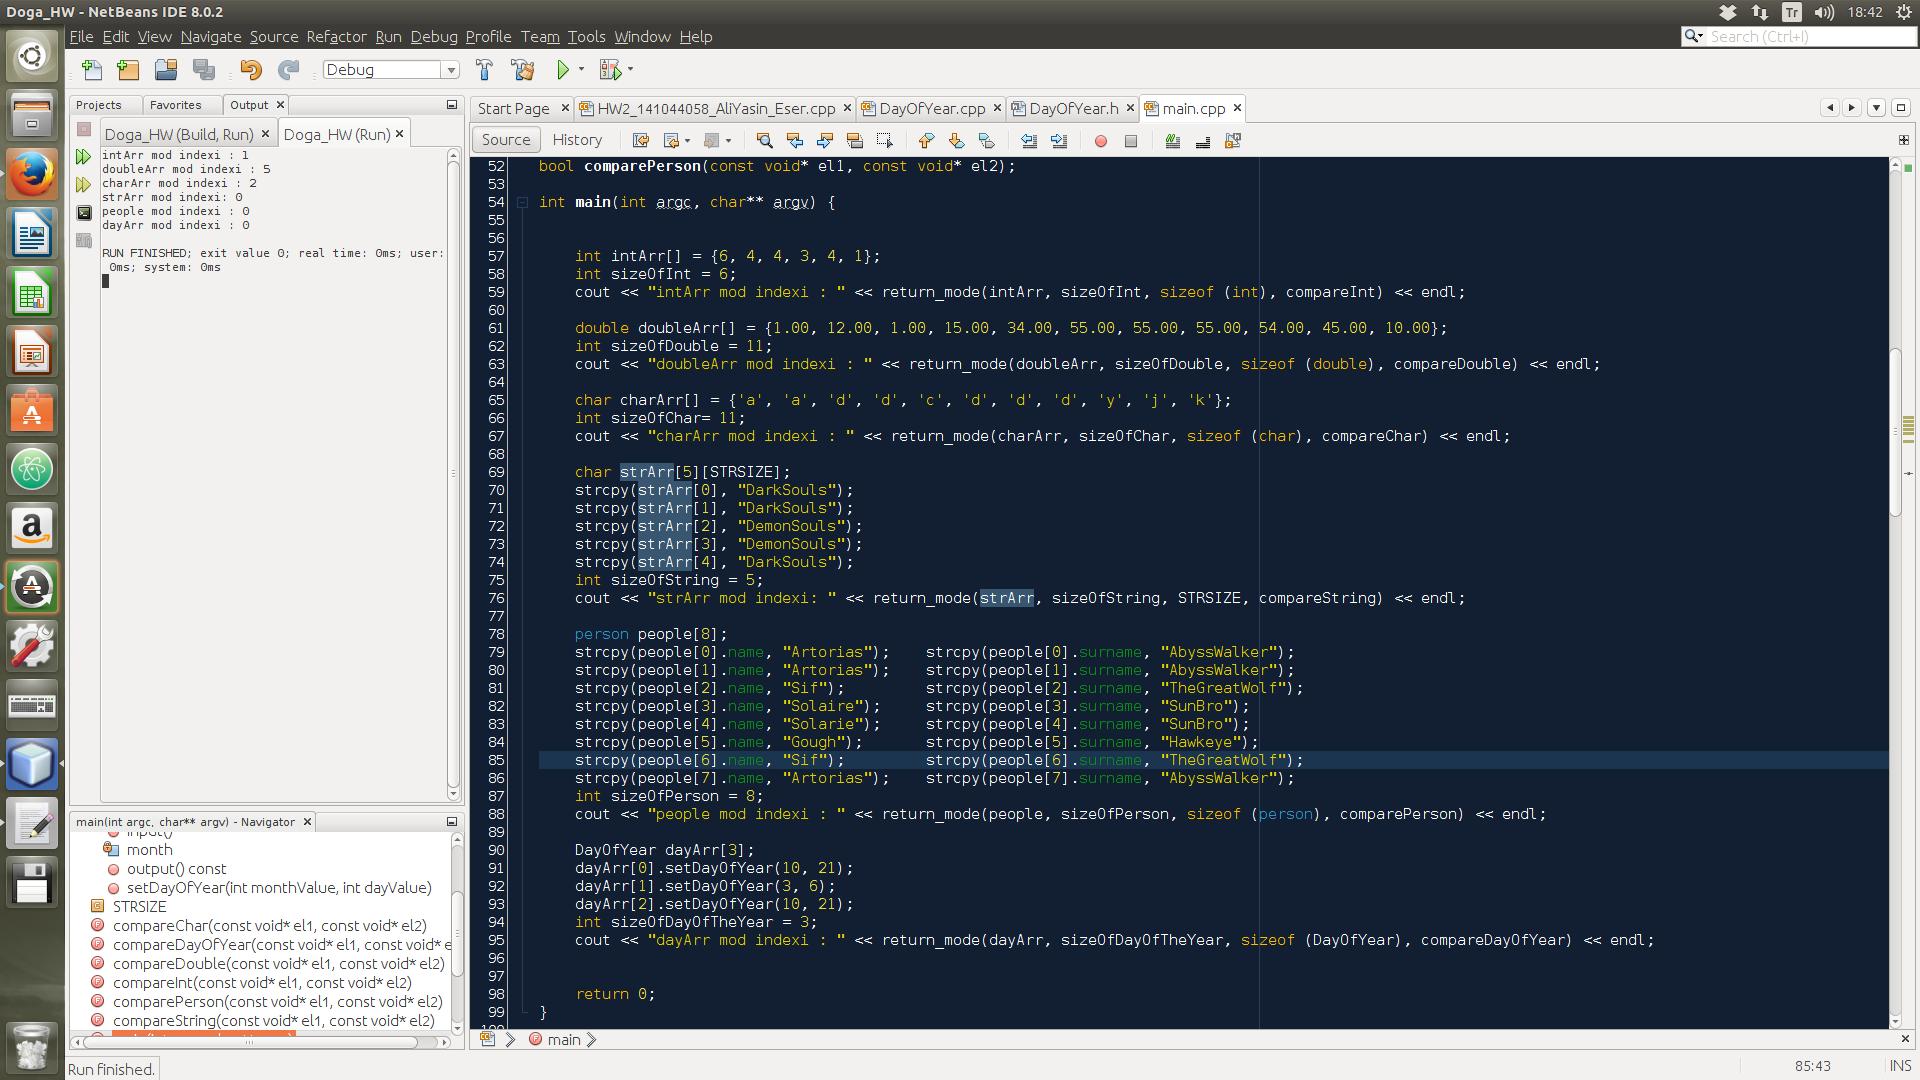 Doga_HW - NetBeans IDE 8.0.2
Tr 18:42
File Edit View Navigate Source Refactor Run Debug Profile Team Tools Window Help
Search (Ctrl+I)
Debug
Projects Favorites Output
Doga_HW (Build, Run) Doga_HW (Run)
intArr mod indexi : 1
doubleArr mod indexi : 5
charArr mod indexi : 2
strArr mod indexi: 0
people mod indexi : 0
dayArr mod indexi : 0
RUN FINISHED; exit value 0; real time: 0ms; user:
0ms; system: 0ms
main(int argc, char** argv) - Navigator
input()
month
output() const
setDayOfYear(int monthValue, int dayValue)
STRSIZE
compareChar(const void* el1, const void* el2)
compareDayOfYear(const void* el1, const void* e
compareDouble(const void* el1, const void* el2)
compareInt(const void* el1, const void* el2)
comparePerson(const void* el1, const void* el2)
compareString(const void* el1, const void* el2)
Start Page HW2_141044058_AliYasin_Eser.cpp DayOfYear.cpp DayOfYear.h main.cpp
Source History
52 bool comparePerson(const void* el1, const void* el2);
53
54 int main(int argc, char** argv) {
55
56
57 int intArr[] = {6, 4, 4, 3, 4, 1};
58 int sizeOfInt = 6;
59 cout << "intArr mod indexi : " << return_mode(intArr, sizeOfInt, sizeof (int), compareInt) << endl;
60
61 double doubleArr[] = {1.00, 12.00, 1.00, 15.00, 34.00, 55.00, 55.00, 55.00, 54.00, 45.00, 10.00};
62 int sizeOfDouble = 11;
63 cout << "doubleArr mod indexi : " << return_mode(doubleArr, sizeOfDouble, sizeof (double), compareDouble) << endl;
64
65 char charArr[] = {'a', 'a', 'd', 'd', 'c', 'd', 'd', 'd', 'y', 'j', 'k'};
66 int sizeOfChar= 11;
67 cout << "charArr mod indexi : " << return_mode(charArr, sizeOfChar, sizeof (char), compareChar) << endl;
68
69 char strArr[5][STRSIZE];
70 strcpy(strArr[0], "DarkSouls");
71 strcpy(strArr[1], "DarkSouls");
72 strcpy(strArr[2], "DemonSouls");
73 strcpy(strArr[3], "DemonSouls");
74 strcpy(strArr[4], "DarkSouls");
75 int sizeOfString = 5;
76 cout << "strArr mod indexi: " << return_mode(strArr, sizeOfString, STRSIZE, compareString) << endl;
77
78 person people[8];
79 strcpy(people[0].name, "Artorias"); strcpy(people[0].surname, "AbyssWalker");
80 strcpy(people[1].name, "Artorias"); strcpy(people[1].surname, "AbyssWalker");
81 strcpy(people[2].name, "Sif"); strcpy(people[2].surname, "TheGreatWolf");
82 strcpy(people[3].name, "Solaire"); strcpy(people[3].surname, "SunBro");
83 strcpy(people[4].name, "Solarie"); strcpy(people[4].surname, "SunBro");
84 strcpy(people[5].name, "Gough"); strcpy(people[5].surname, "Hawkeye");
85 strcpy(people[6].name, "Sif"); strcpy(people[6].surname, "TheGreatWolf");
86 strcpy(people[7].name, "Artorias"); strcpy(people[7].surname, "AbyssWalker");
87 int sizeOfPerson = 8;
88 cout << "people mod indexi : " << return_mode(people, sizeOfPerson, sizeof (person), comparePerson) << endl;
89
90 DayOfYear dayArr[3];
91 dayArr[0].setDayOfYear(10, 21);
92 dayArr[1].setDayOfYear(3, 6);
93 dayArr[2].setDayOfYear(10, 21);
94 int sizeOfDayOfTheYear = 3;
95 cout << "dayArr mod indexi : " << return_mode(dayArr, sizeOfDayOfTheYear, sizeof (DayOfYear), compareDayOfYear) << endl;
96
97
98 return 0;
99 }
main
Run finished.
85:43 INS